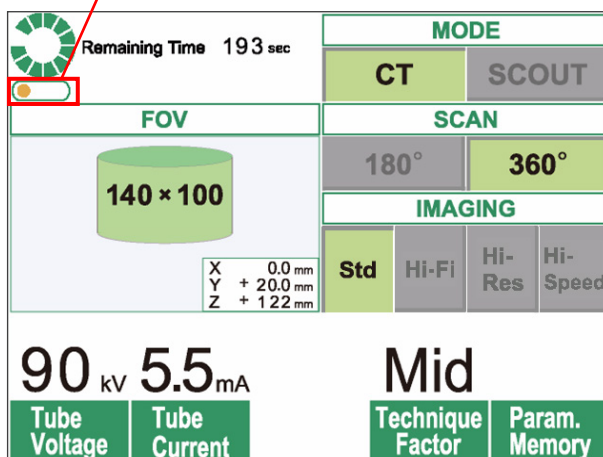 Remaining Time 193 sec
MODE
CT
SCOUT
FOV
SCAN
140 × 100
180°
360°
IMAGING
X 0.0 mm
Y + 20.0 mm
Z + 122 mm
Std
Hi-Fi
Hi-
Res
Hi-
Speed
90 kV
5.5 mA
Mid
Tube
Voltage
Tube
Current
Technique
Factor
Param.
Memory